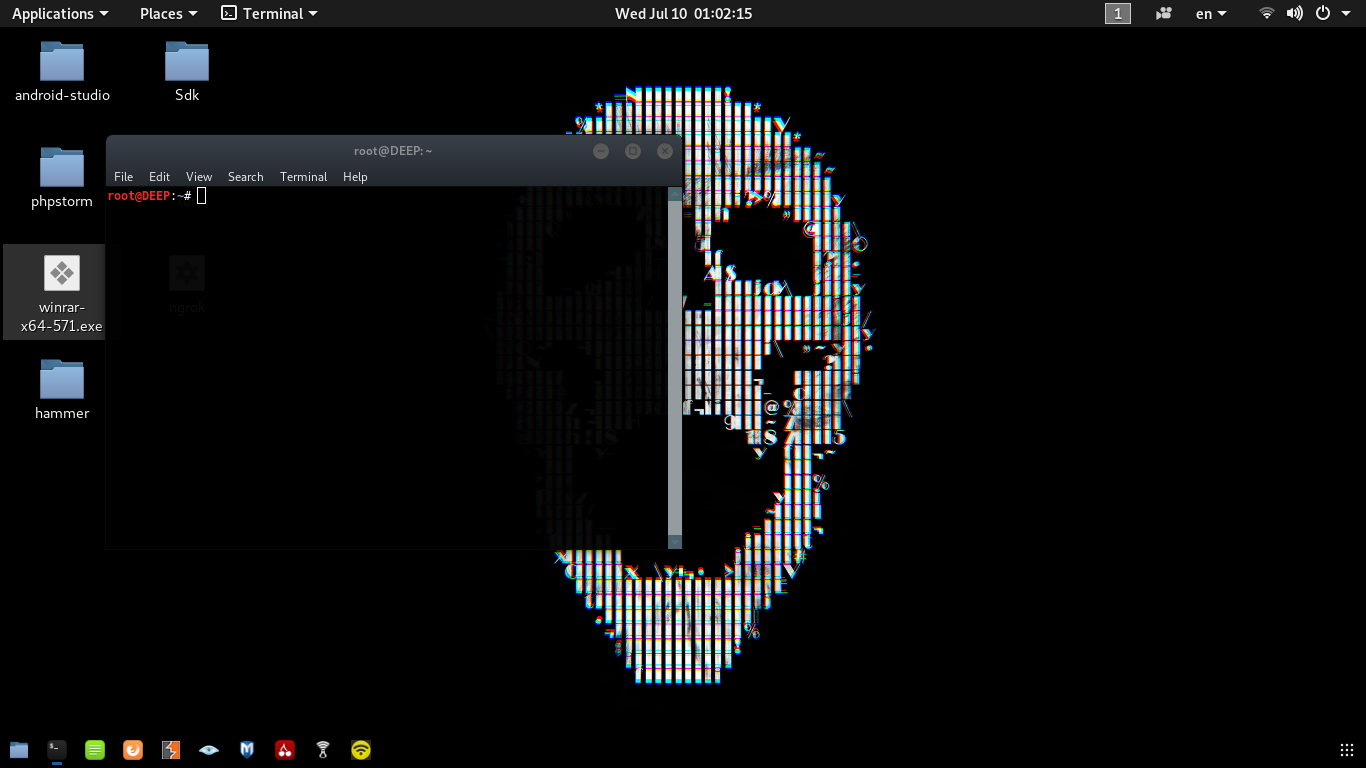 Applications Places Terminal Wed Jul 10 01:02:15 1 en
android-studio Sdk
phpstorm
root@DEEP: ~
File Edit View Search Terminal Help
root@DEEP:~#
winrar-
x64-571.exe
ngrok
hammer